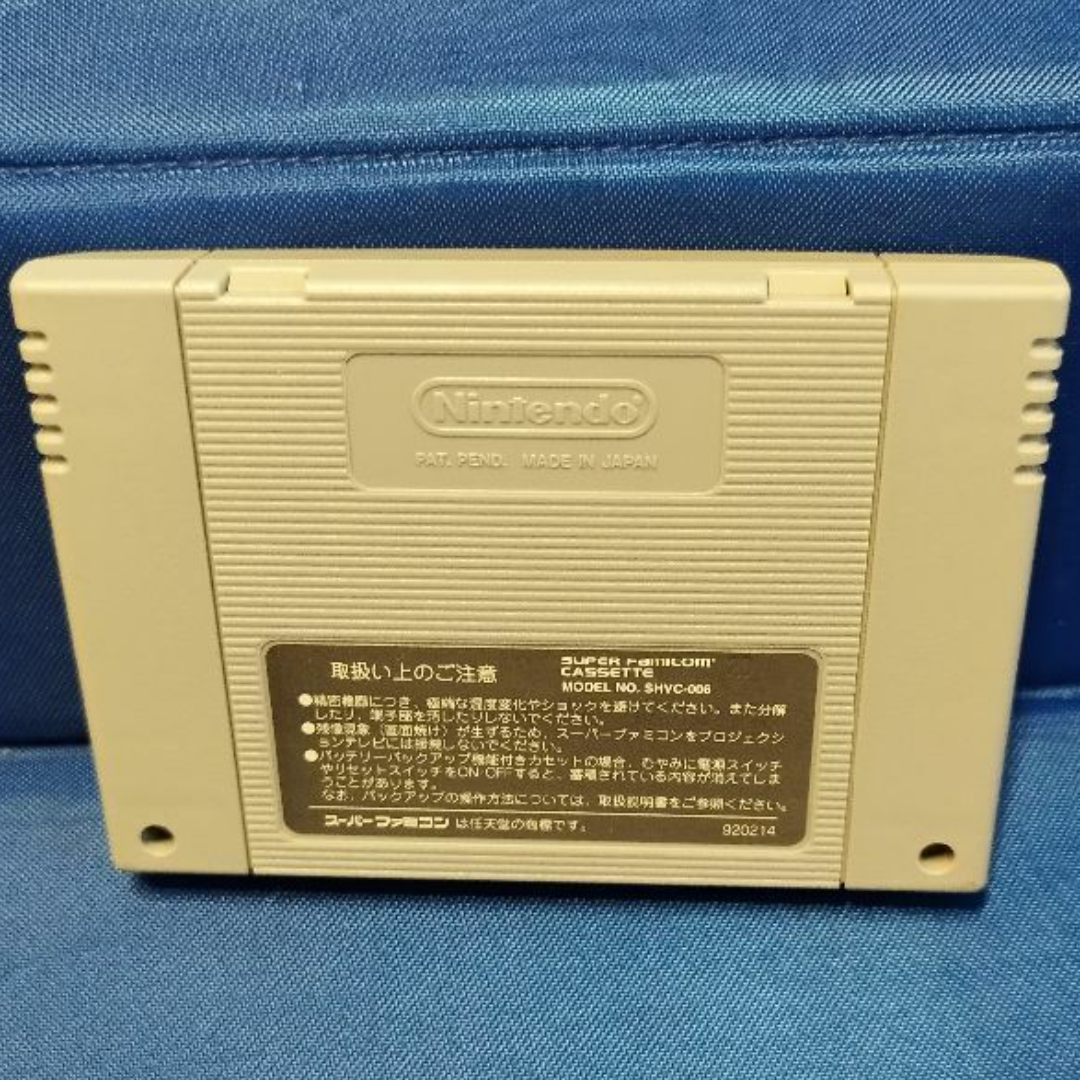 Nintendo
PAT. PEND. MADE IN JAPAN
取扱い上のご注意
SUPER FAMICOM
CASSETTE
MODEL NO. SHVC-006
●精密機器につき、極端な温度変化やショックを避けてください。また分解
したり、端子部を汚したりしないでください。
●残像現象(画面焼け)が生ずるため、スーパーファミコンをプロジェクシ
ョンテレビには接続しないでください。
●バッテリーバックアップ機能付きカセットの場合、むやみに電源スイッチ
やリセットスイッチをON OFFすると、蓄積されている内容が消えてしま
うことがあります。
なお、バックアップの操作方法については、取扱説明書をご参照ください。
スーパーファミコン は任天堂の商標です。
920214